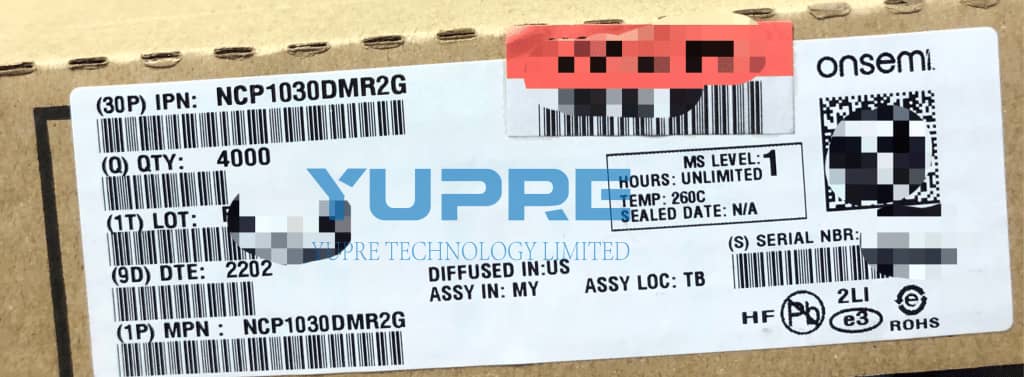 (30P) IPN: NCP1030DMR2G
onsemi
(Q) QTY: 4000
MS LEVEL: 1
HOURS: UNLIMITED
TEMP: 260C
SEALED DATE: N/A
YUPRE
YUPRE TECHNOLOGY LIMITED
(1T) LOT:
(S) SERIAL NBR:
(9D) DTE: 2202
DIFFUSED IN:US
ASSY IN: MY
ASSY LOC: TB
(1P) MPN : NCP1030DMR2G
HF
Pb
2LI
e3
e
ROHS